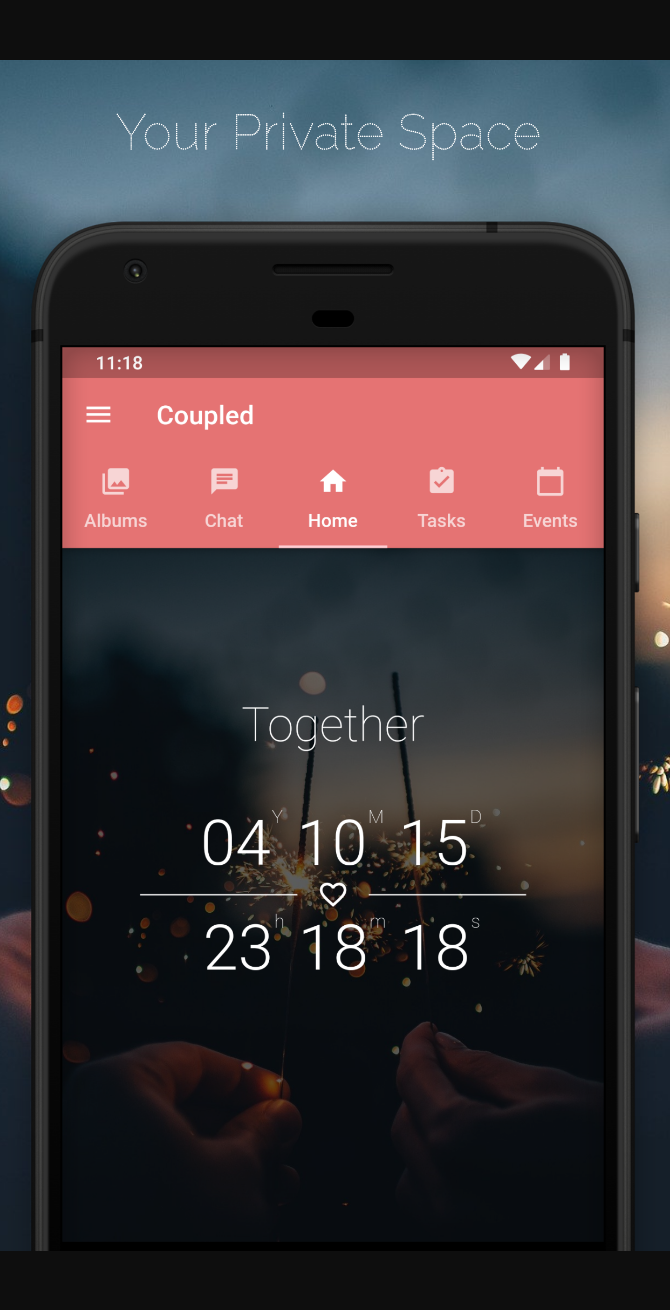 Your Private Space
11:18
Coupled
Albums Chat Home Tasks Events
Together
04 Y 10 M 15 D
23 h 18 m 18 s